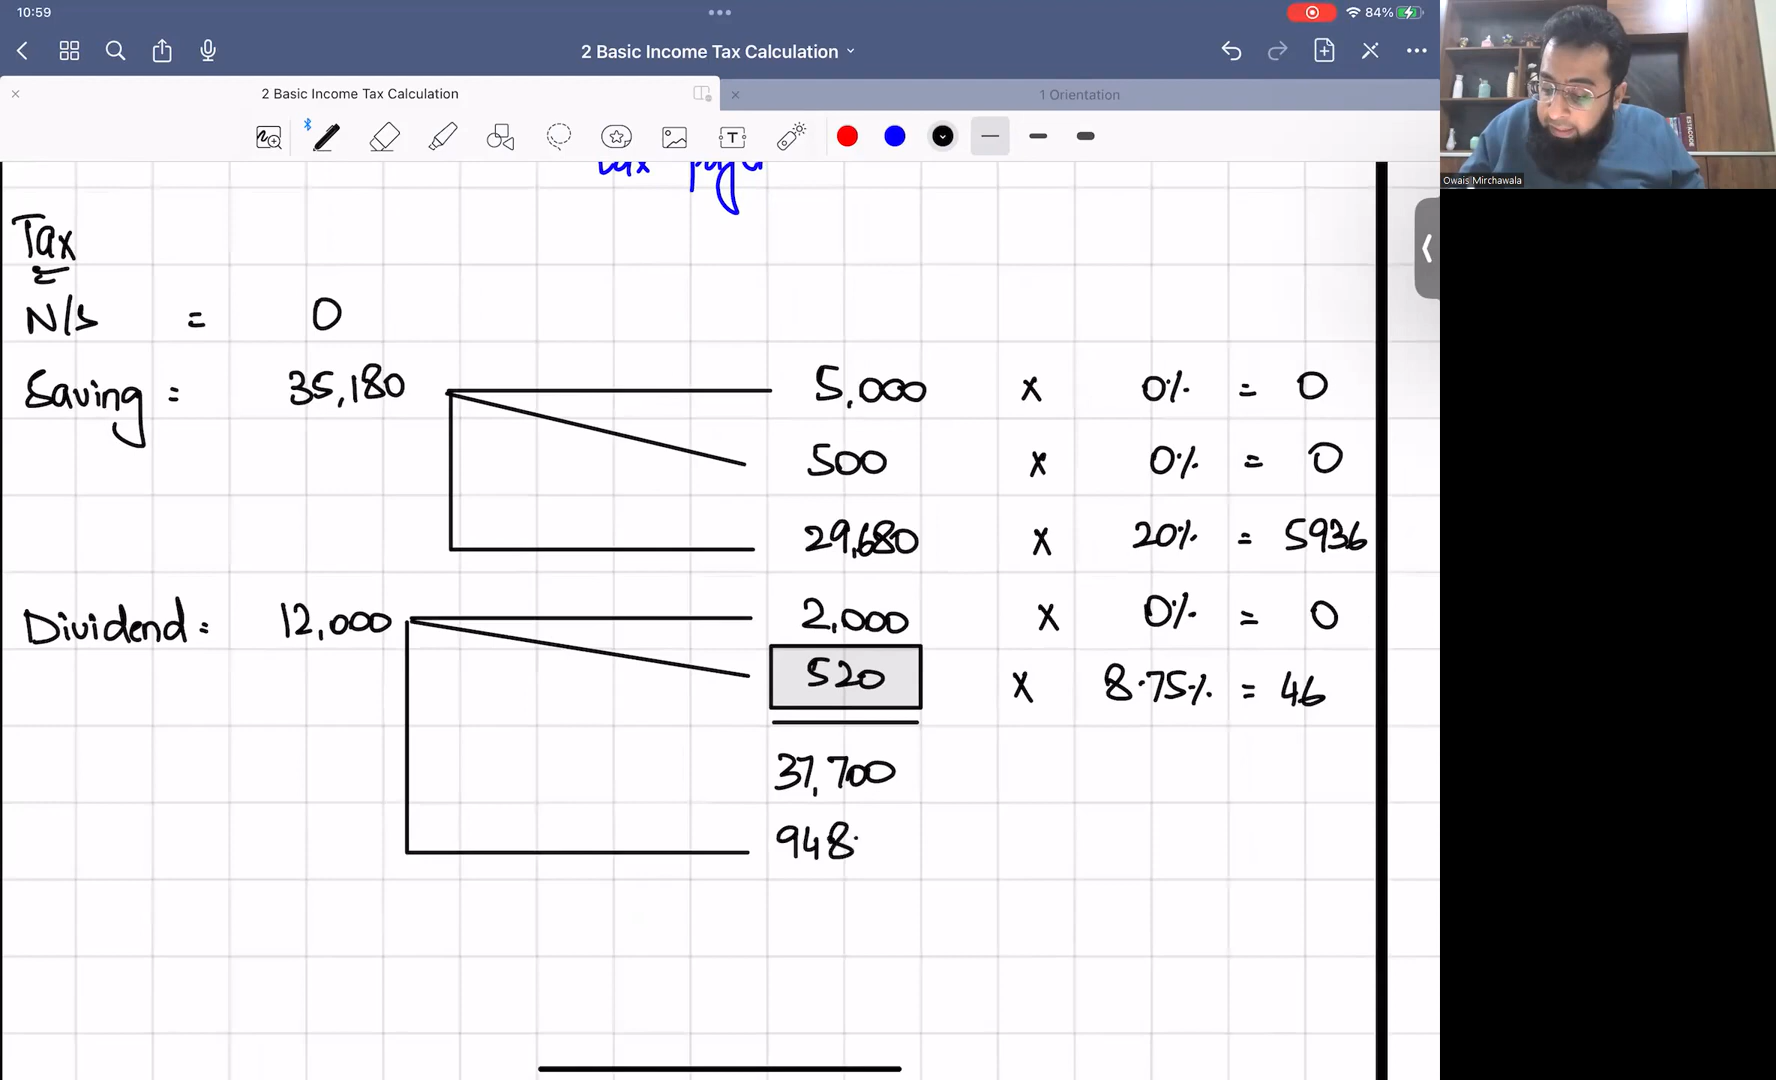 10:59
84%
2 Basic Income Tax Calculation
2 Basic Income Tax Calculation
1 Orientation
T
Owais Mirchawala
ESTACODE
tax
Tax
N/S = 0
Saving = 35,180 5,000 x 0% = 0
500 x 0% = 0
29,680 x 20% = 5936
Dividend = 12,000 2,000 x 0% = 0
520 x 8.75% = 46
37,700
948